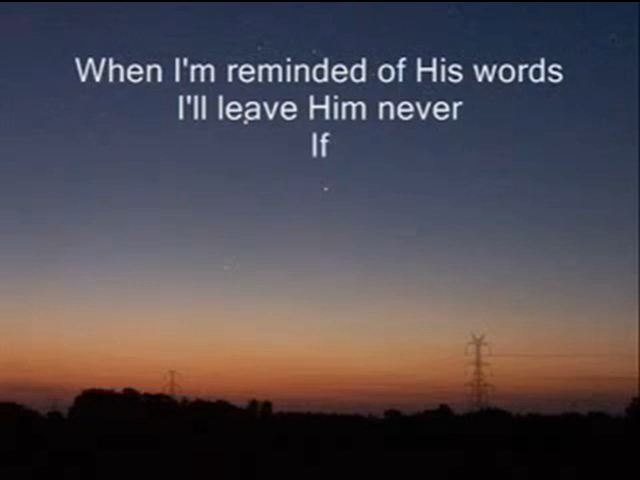 When I'm reminded of His words
I'll leave Him never
If